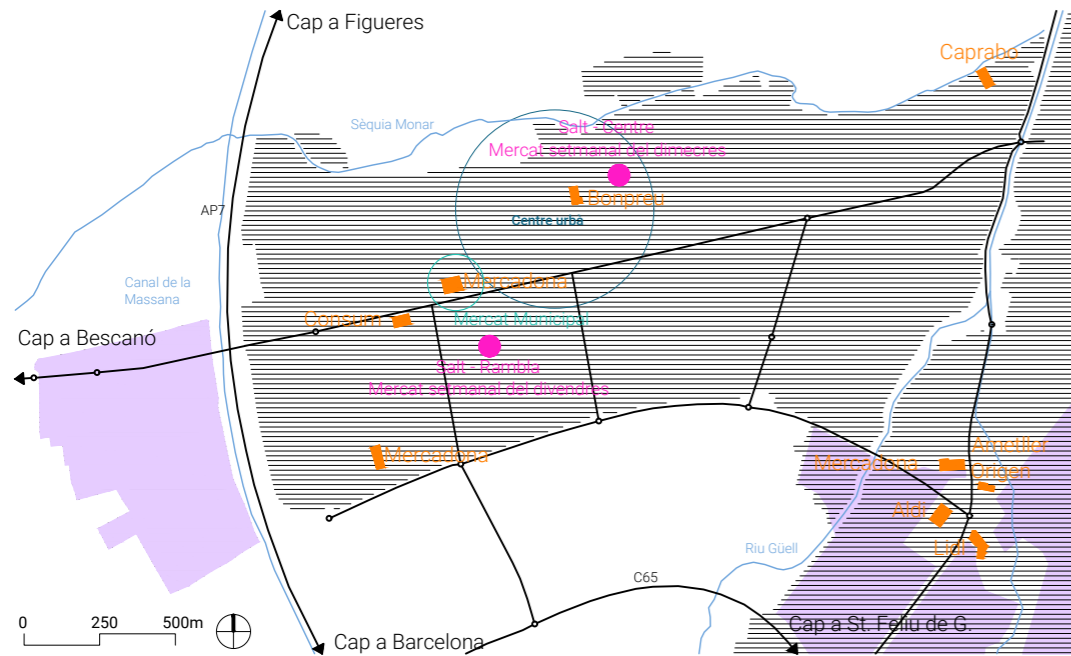 Cap a Figueres
Caprabo
Sèquia Monar
Salt - Centre
Mercat setmanal del dimecres
Bonpreu
AP7
Centre urbà
Canal de la
Massana
Mercadona
Consum
Mercat Municipal
Cap a Bescanó
Salt - Rambla
Mercat setmanal del divendres
Mercadona
Mercadona
Ametller
Origen
Aldi
Lidl
Riu Güell
C65
0 250 500m
Cap a Barcelona
Cap a St. Feliu de G.